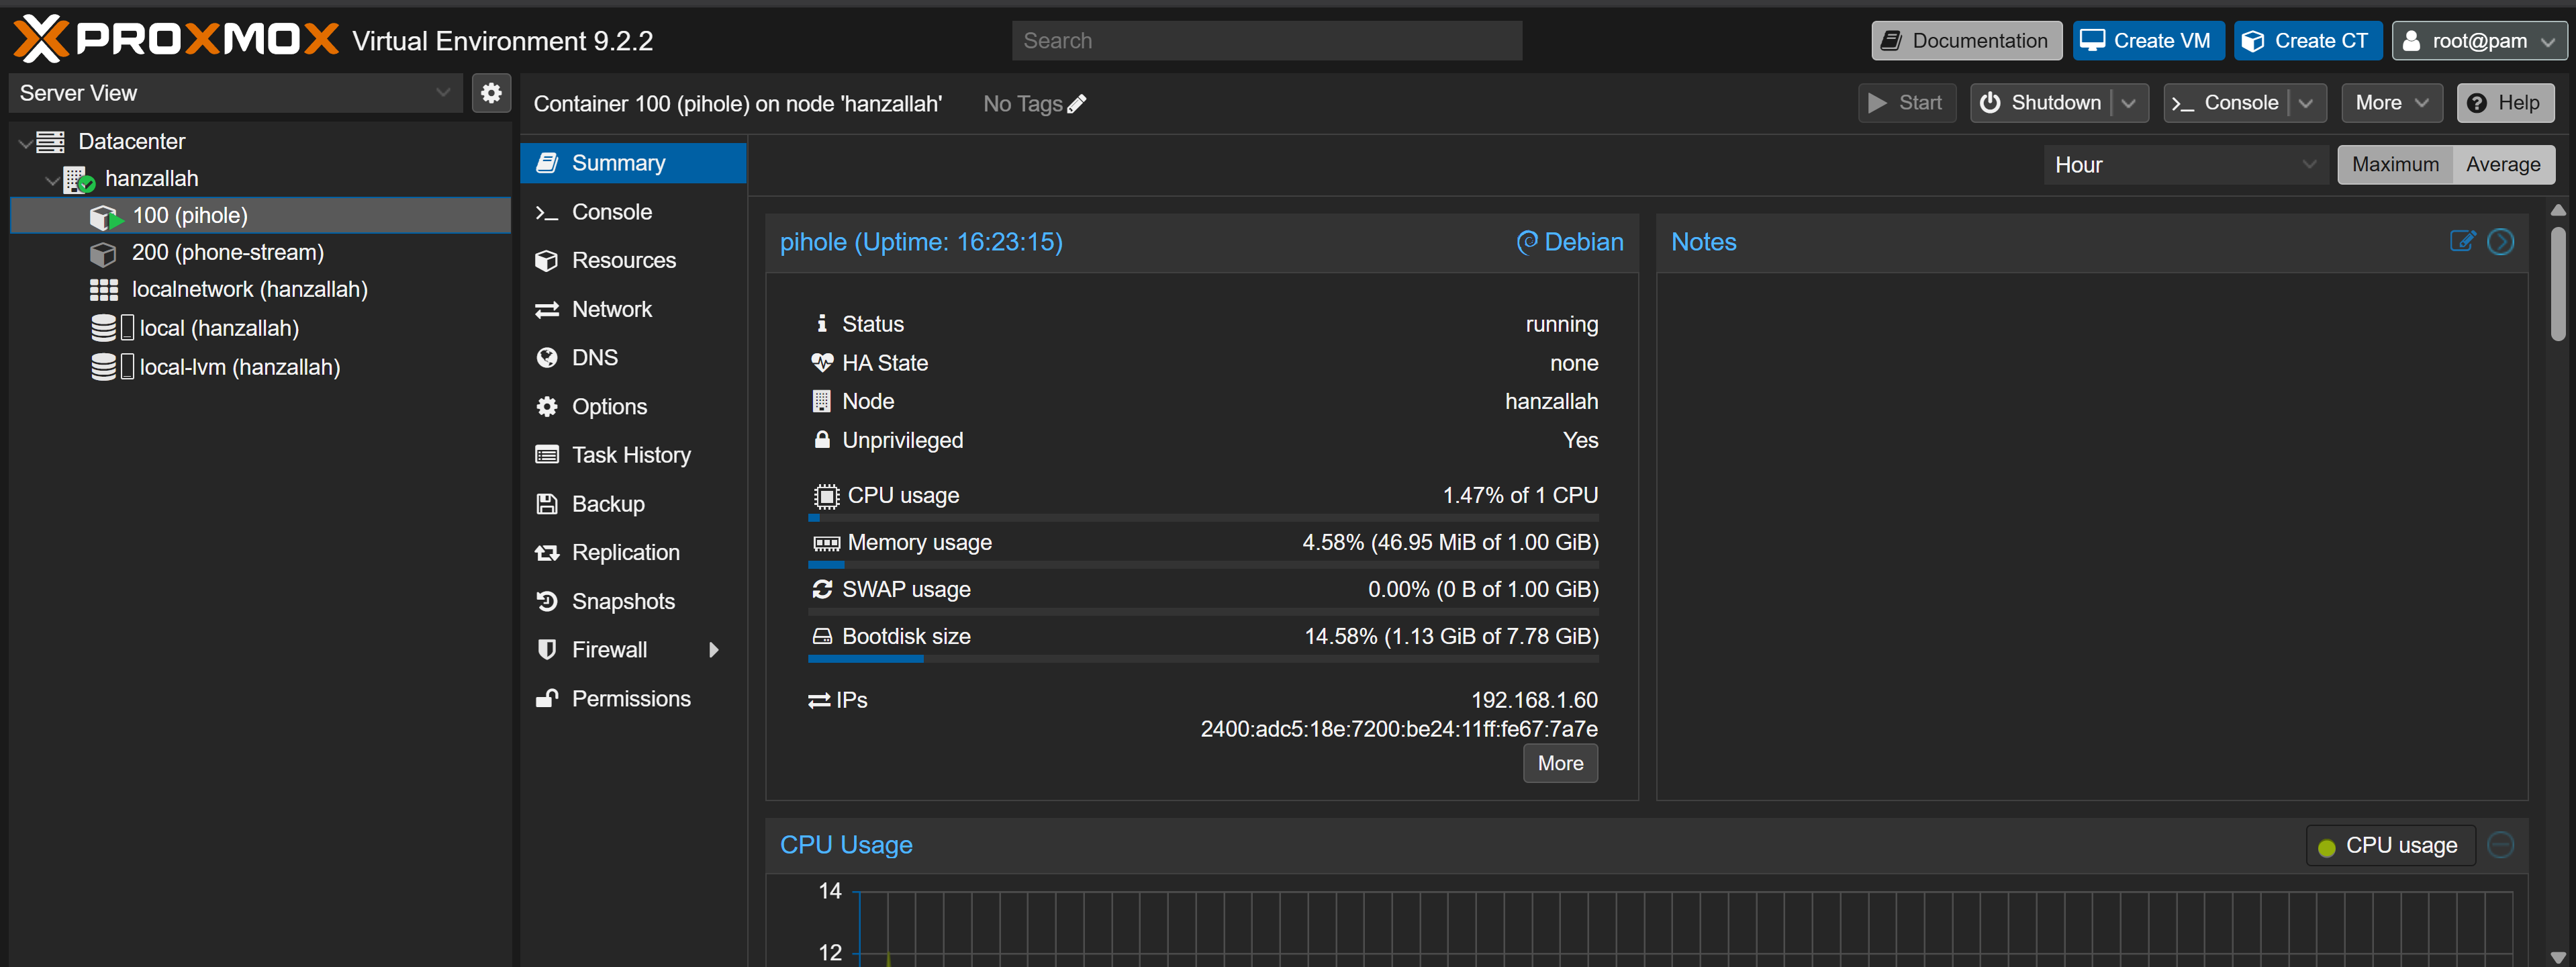 PROXMOX Virtual Environment 9.2.2
Search
Documentation
Create VM
Create CT
root@pam
Server View
Datacenter
hanzallah
100 (pihole)
200 (phone-stream)
localnetwork (hanzallah)
local (hanzallah)
local-lvm (hanzallah)
Container 100 (pihole) on node 'hanzallah'
No Tags
Start
Shutdown
Console
More
Help
Summary
Console
Resources
Network
DNS
Options
Task History
Backup
Replication
Snapshots
Firewall
Permissions
Hour
Maximum
Average
pihole (Uptime: 16:23:15)
Debian
Status running
HA State none
Node hanzallah
Unprivileged Yes
CPU usage 1.47% of 1 CPU
Memory usage 4.58% (46.95 MiB of 1.00 GiB)
SWAP usage 0.00% (0 B of 1.00 GiB)
Bootdisk size 14.58% (1.13 GiB of 7.78 GiB)
IPs 192.168.1.60
2400:adc5:18e:7200:be24:11ff:fe67:7a7e
More
Notes
CPU Usage
CPU usage
14
12